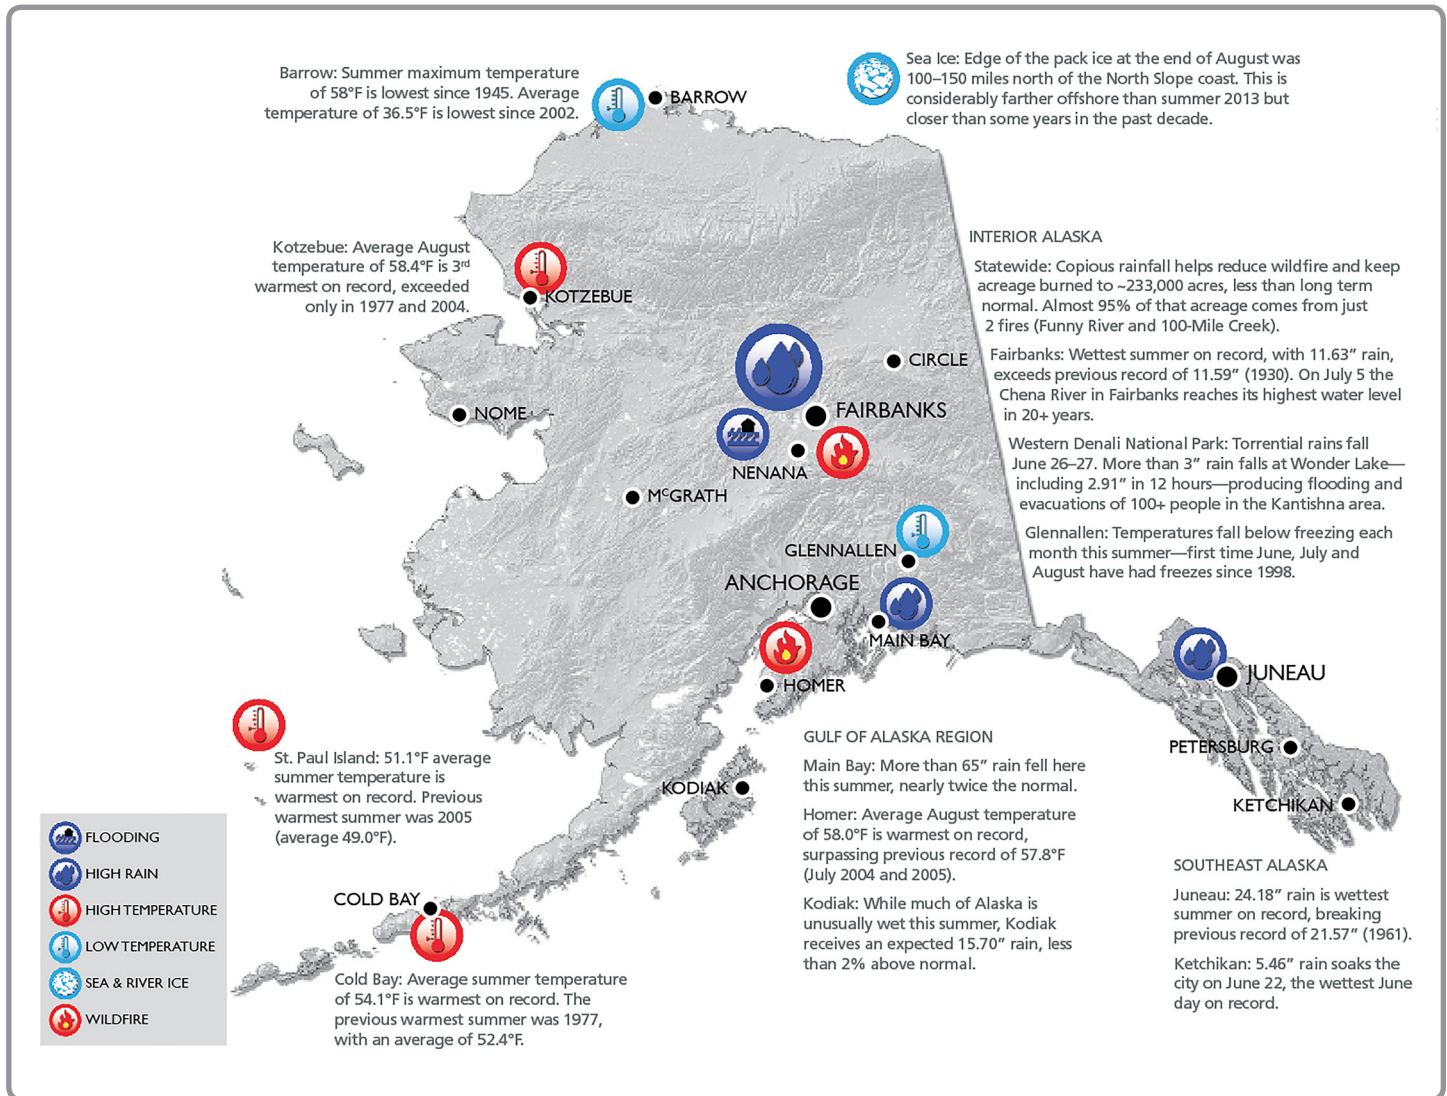 Barrow: Summer maximum temperature
of 58°F is lowest since 1945. Average
temperature of 36.5°F is lowest since 2002.
BARROW
Sea Ice: Edge of the pack ice at the end of August was
100–150 miles north of the North Slope coast. This is
considerably farther offshore than summer 2013 but
closer than some years in the past decade.
Kotzebue: Average August
temperature of 58.4°F is 3rd
warmest on record, exceeded
only in 1977 and 2004.
KOTZEBUE
INTERIOR ALASKA
Statewide: Copious rainfall helps reduce wildfire and keep
acreage burned to ~233,000 acres, less than long term
normal. Almost 95% of that acreage comes from just
2 fires (Funny River and 100-Mile Creek).
Fairbanks: Wettest summer on record, with 11.63” rain,
exceeds previous record of 11.59” (1930). On July 5 the
Chena River in Fairbanks reaches its highest water level
in 20+ years.
Western Denali National Park: Torrential rains fall
June 26–27. More than 3” rain falls at Wonder Lake—
including 2.91” in 12 hours—producing flooding and
evacuations of 100+ people in the Kantishna area.
Glennallen: Temperatures fall below freezing each
month this summer—first time June, July and
August have had freezes since 1998.
CIRCLE
NOME
FAIRBANKS
NENANA
MCGRATH
GLENNALLEN
ANCHORAGE
MAIN BAY
HOMER
JUNEAU
PETERSBURG
KETCHIKAN
KODIAK
St. Paul Island: 51.1°F average
summer temperature is
warmest on record. Previous
warmest summer was 2005
(average 49.0°F).
GULF OF ALASKA REGION
Main Bay: More than 65” rain fell here
this summer, nearly twice the normal.
Homer: Average August temperature
of 58.0°F is warmest on record,
surpassing previous record of 57.8°F
(July 2004 and 2005).
Kodiak: While much of Alaska is
unusually wet this summer, Kodiak
receives an expected 15.70” rain, less
than 2% above normal.
SOUTHEAST ALASKA
Juneau: 24.18” rain is wettest
summer on record, breaking
previous record of 21.57” (1961).
Ketchikan: 5.46” rain soaks the
city on June 22, the wettest June
day on record.
FLOODING
HIGH RAIN
HIGH TEMPERATURE
LOW TEMPERATURE
SEA & RIVER ICE
WILDFIRE
COLD BAY
Cold Bay: Average summer temperature
of 54.1°F is warmest on record. The
previous warmest summer was 1977,
with an average of 52.4°F.